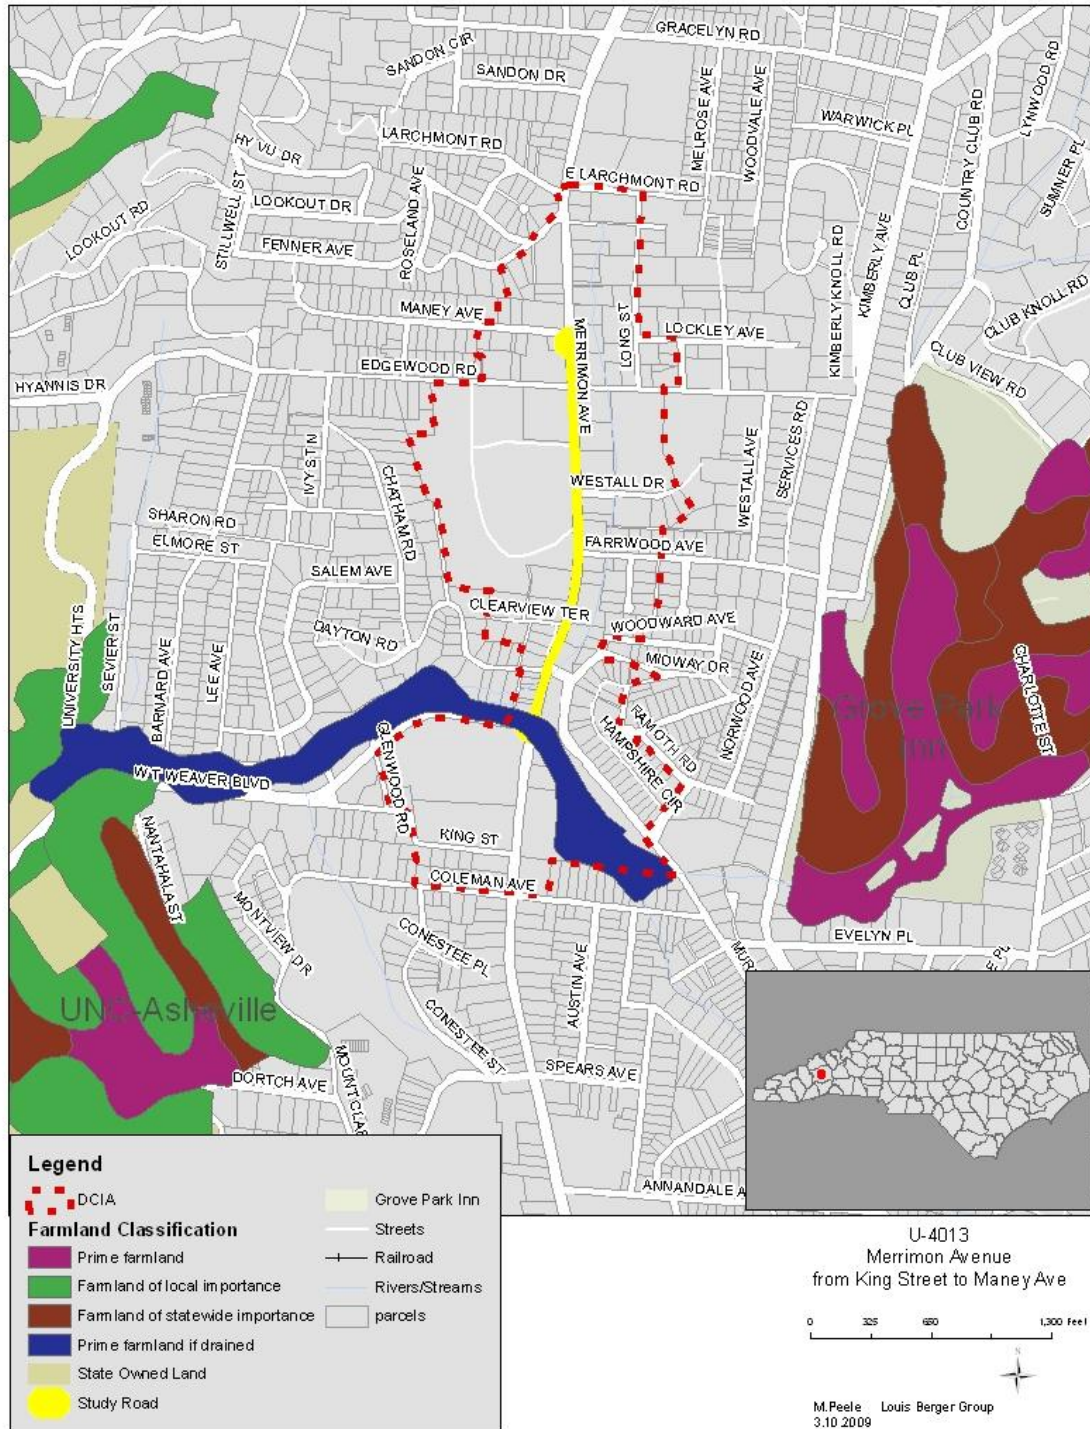 GRACELYN RD
SANDON CIR
SANDON DR
MELROSE AVE
WOODVALE AVE
WARWICK PL
COUNTRY CLUB RD
LYNWOOD RD
SUMNER PL
LARCHMONT RD
HY VU DR
E LARCHMONT RD
LOOKOUT RD
STILLWELL ST
LOOKOUT DR
ROSELAND AVE
FENNER AVE
KIMBERLY KNOLL RD
KIMBERLY AVE
CLUB PL
CLUB KNOLL RD
MANEY AVE
MERRIMON AVE
LONG ST
LOCKLEY AVE
CLUB VIEW RD
EDGEWOOD RD
HYANNIS DR
IVY ST N
CHATHAM RD
WESTALL DR
WESTALL AVE
SERVICES RD
SHARON RD
ELMORE ST
FARRWOOD AVE
SALEM AVE
CLEARVIEW TER
WOODWARD AVE
DAYTON RD
MIDWAY DR
UNIVERSITY HTS
SEVIER ST
BARNARD AVE
LEE AVE
NORWOOD AVE
CHARLOTTE ST
Grove Park
Inn
RAMOTH RD
HAMPSHIRE CIR
GLENWOOD RD
W T WEAVER BLVD
NANTAHALA ST
KING ST
COLEMAN AVE
MONTVIEW DR
CONESTEE PL
AUSTIN AVE
EVELYN PL
E PL
MUR
UNC-Asheville
CONESTEE ST
SPEARS AVE
DORTCH AVE
MOUNT CLAR
ANNANDALE A
Legend
DCIA
Farmland Classification
Prime farmland
Farmland of local importance
Farmland of statewide importance
Prime farmland if drained
State Owned Land
Study Road
Grove Park Inn
Streets
Railroad
Rivers/Streams
parcels
U-4013
Merrimon Avenue
from King Street to Maney Ave
0 325 650 1,300 Feet
N
M.Peele Louis Berger Group
3.10.2009